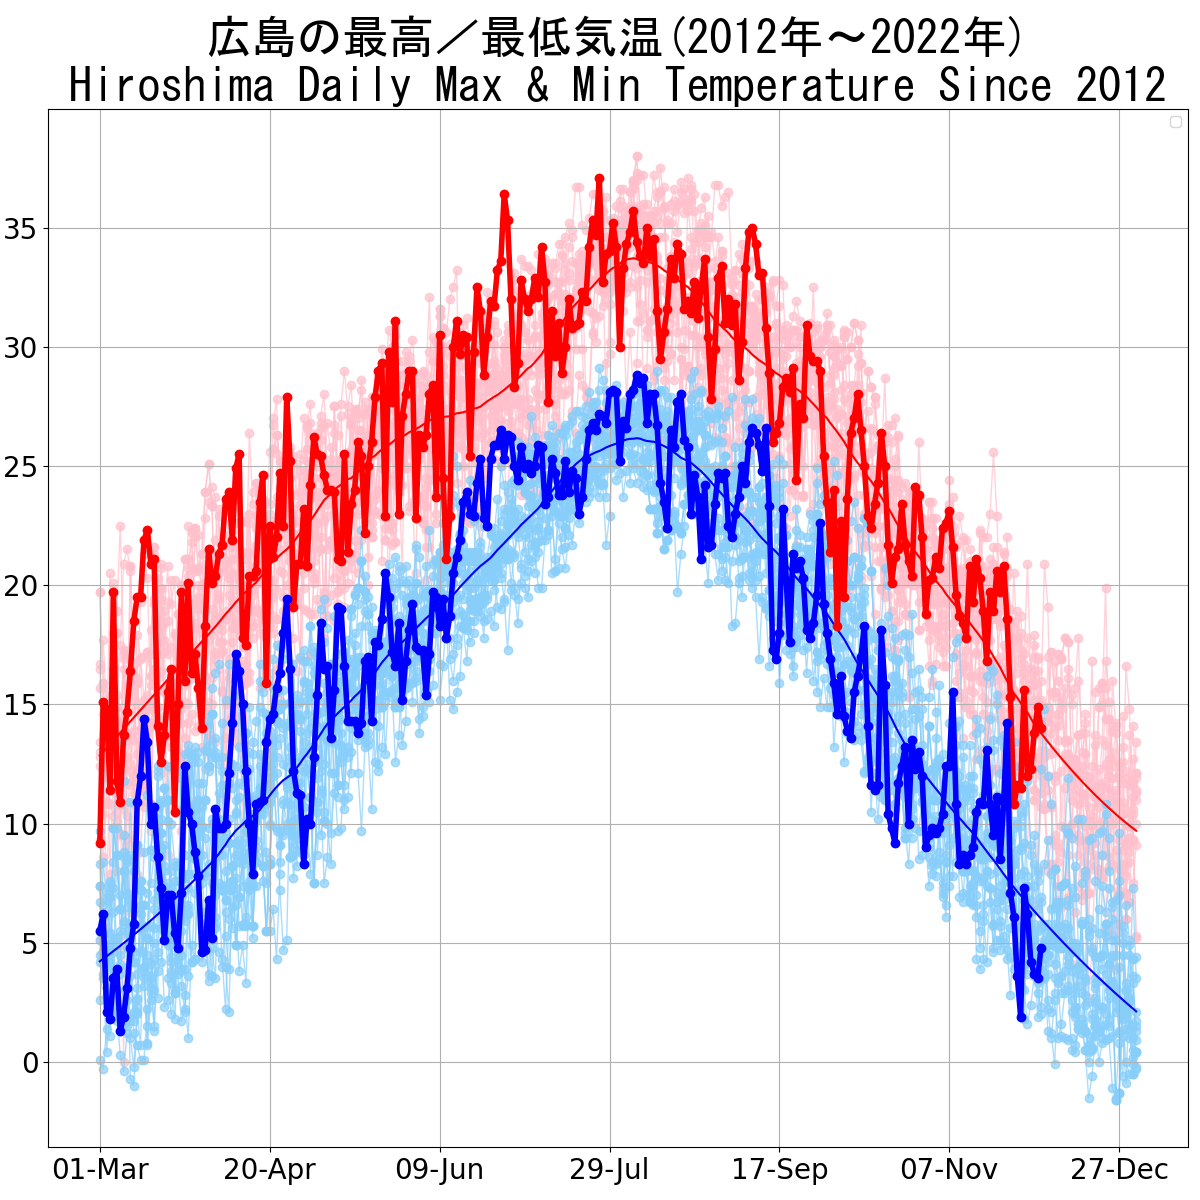 広島の最高／最低気温(2012年～2022年)
Hiroshima Daily Max & Min Temperature Since 2012
35
30
25
20
15
10
5
0
01-Mar 20-Apr 09-Jun 29-Jul 17-Sep 07-Nov 27-Dec